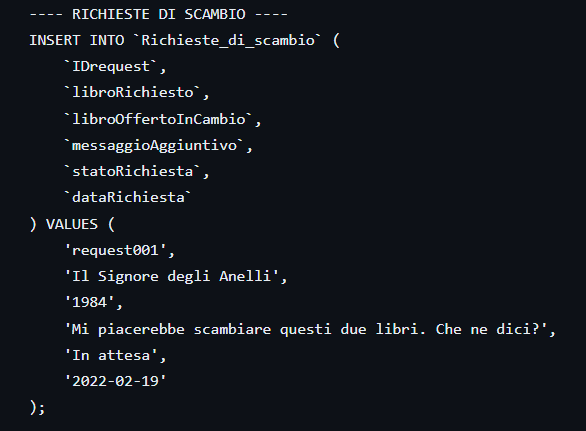 ---- RICHIESTE DI SCAMBIO ----
INSERT INTO `Richieste_di_scambio` (
    `IDrequest`,
    `libroRichiesto`,
    `libroOffertoInCambio`,
    `messaggioAggiuntivo`,
    `statoRichiesta`,
    `dataRichiesta`
) VALUES (
    'request001',
    'Il Signore degli Anelli',
    '1984',
    'Mi piacerebbe scambiare questi due libri. Che ne dici?',
    'In attesa',
    '2022-02-19'
);